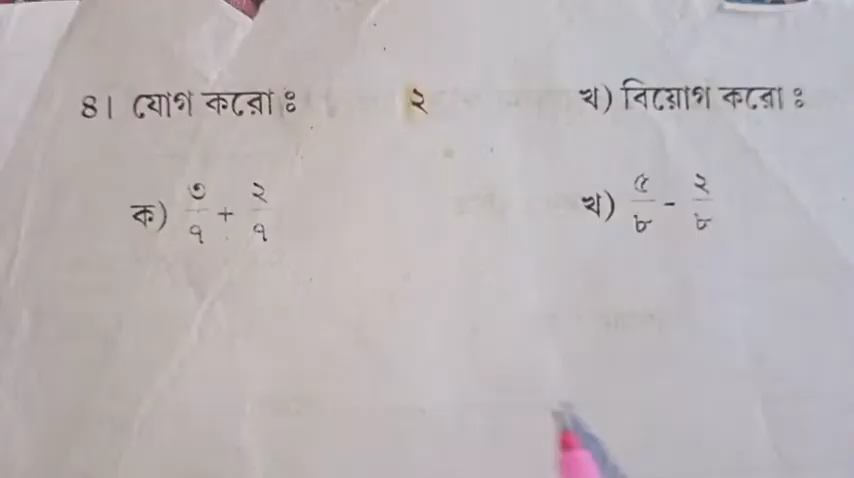 ৪। যোগ করো ঃ ২ খ) বিয়োগ করো ঃ
ক) ৩/৭ + ২/৭ খ) ৫/৮ - ২/৮